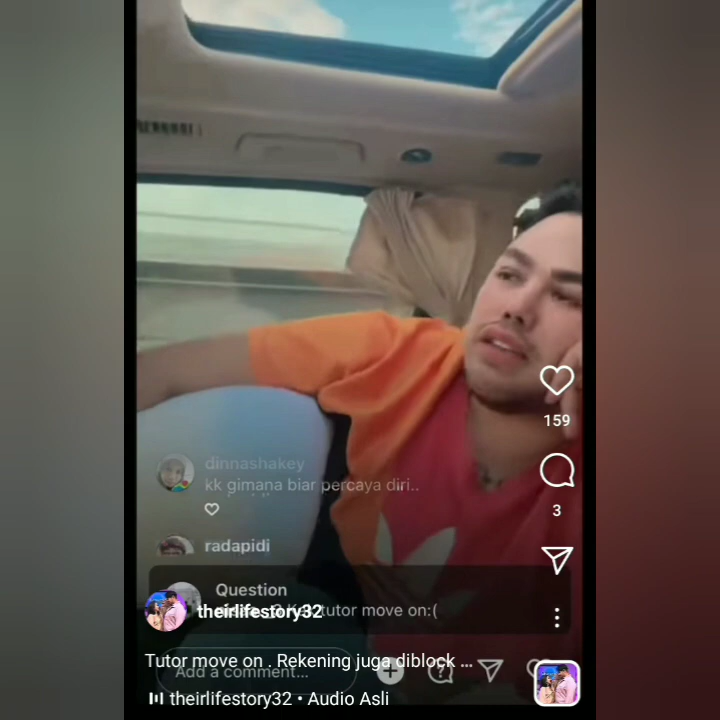 159
dinnashakey
kk gimana biar percaya diri..
3
radapidi
Question
theirlifestory32
tutor move on:(
Tutor move on . Rekening juga diblock ...
Add a comment...
theirlifestory32 • Audio Asli